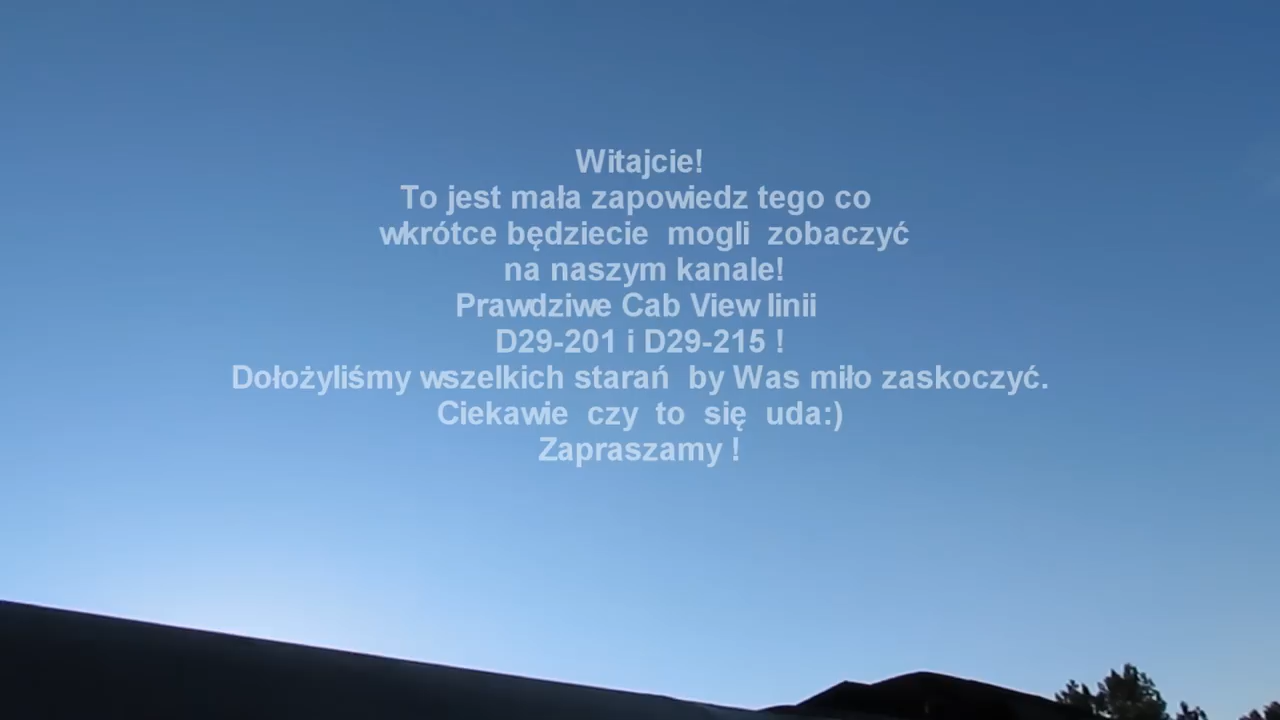 Witajcie!
To jest mała zapowiedz tego co
wkrótce będziecie mogli zobaczyć
na naszym kanale!
Prawdziwe Cab View linii
D29-201 i D29-215 !
Dołożyliśmy wszelkich starań by Was miło zaskoczyć.
Ciekawie czy to się uda:)
Zapraszamy !